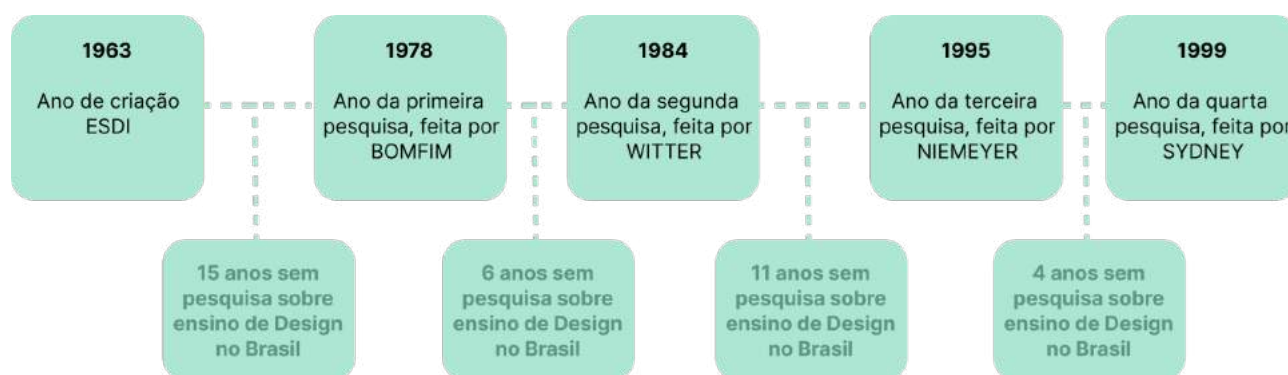 1963
Ano de criação
ESDI
1978
Ano da primeira
pesquisa, feita por
BOMFIM
1984
Ano da segunda
pesquisa, feita por
WITTER
1995
Ano da terceira
pesquisa, feita por
NIEMEYER
1999
Ano da quarta
pesquisa, feita por
SYDNEY
15 anos sem
pesquisa sobre
ensino de Design
no Brasil
6 anos sem
pesquisa sobre
ensino de Design
no Brasil
11 anos sem
pesquisa sobre
ensino de Design
no Brasil
4 anos sem
pesquisa sobre
ensino de Design
no Brasil